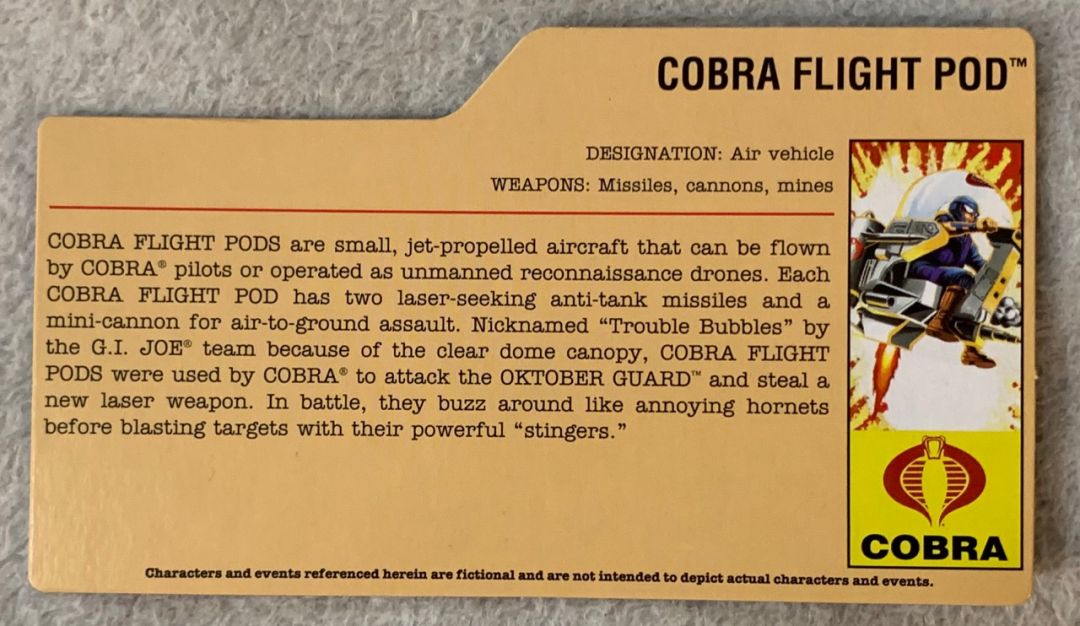 COBRA FLIGHT POD™
DESIGNATION: Air vehicle
WEAPONS: Missiles, cannons, mines
COBRA FLIGHT PODS are small, jet-propelled aircraft that can be flown
by COBRA® pilots or operated as unmanned reconnaissance drones. Each
COBRA FLIGHT POD has two laser-seeking anti-tank missiles and a
mini-cannon for air-to-ground assault. Nicknamed “Trouble Bubbles” by
the G.I. JOE® team because of the clear dome canopy, COBRA FLIGHT
PODS were used by COBRA® to attack the OKTOBER GUARD™ and steal a
new laser weapon. In battle, they buzz around like annoying hornets
before blasting targets with their powerful “stingers.”
COBRA
Characters and events referenced herein are fictional and are not intended to depict actual characters and events.